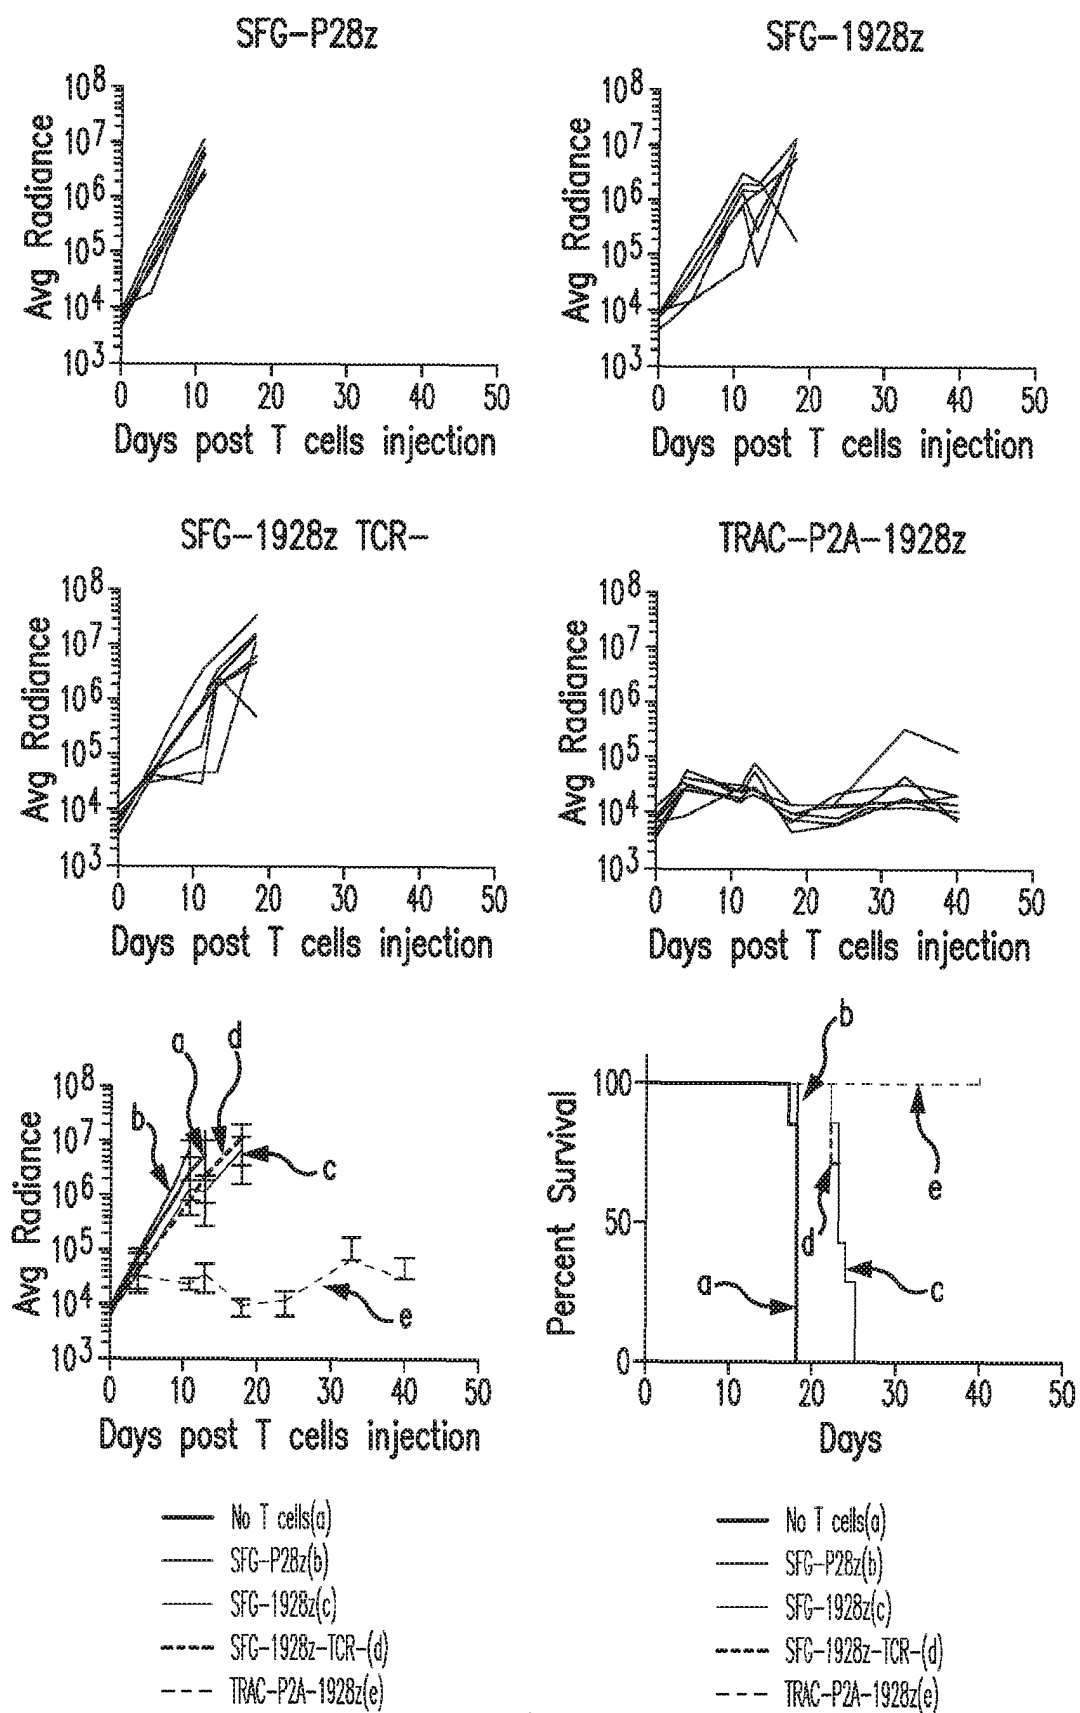 SFG-P28z
Avg Radiance
10^8
10^7
10^6
10^5
10^4
10^3
0 10 20 30 40 50
Days post T cells injection
SFG-1928z
Avg Radiance
10^8
10^7
10^6
10^5
10^4
10^3
0 10 20 30 40 50
Days post T cells injection
SFG-1928z TCR-
Avg Radiance
10^8
10^7
10^6
10^5
10^4
10^3
0 10 20 30 40 50
Days post T cells injection
TRAC-P2A-1928z
Avg Radiance
10^8
10^7
10^6
10^5
10^4
10^3
0 10 20 30 40 50
Days post T cells injection
a d
b
c
e
Avg Radiance
10^8
10^7
10^6
10^5
10^4
10^3
0 10 20 30 40 50
Days post T cells injection
No T cells(a)
SFG-P28z(b)
SFG-1928z(c)
SFG-1928z-TCR-(d)
TRAC-P2A-1928z(e)
b
e
d
a
c
Percent Survival
100
50
0
0 10 20 30 40 50
Days
No T cells(a)
SFG-P28z(b)
SFG-1928z(c)
SFG-1928z-TCR-(d)
TRAC-P2A-1928z(e)